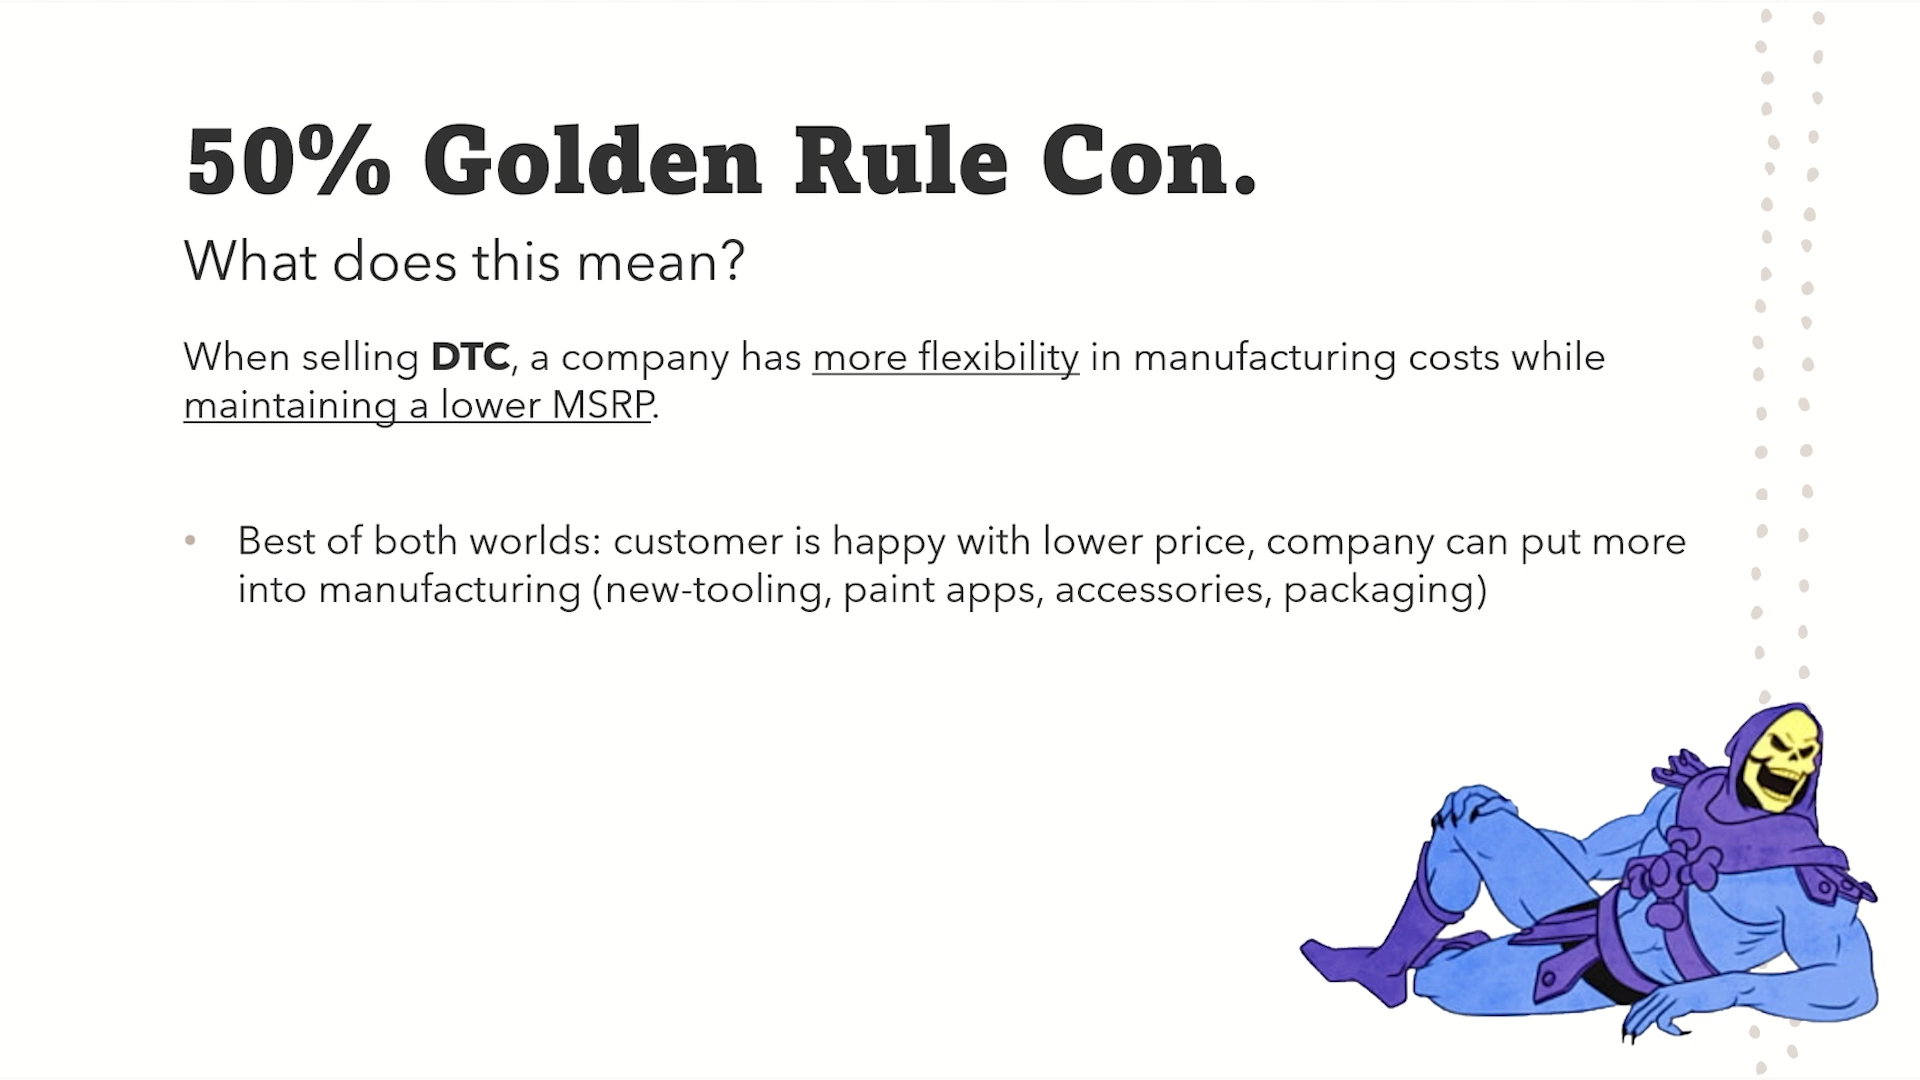 50% Golden Rule Con.
What does this mean?
When selling DTC, a company has more flexibility in manufacturing costs while
maintaining a lower MSRP.
• Best of both worlds: customer is happy with lower price, company can put more
into manufacturing (new-tooling, paint apps, accessories, packaging)